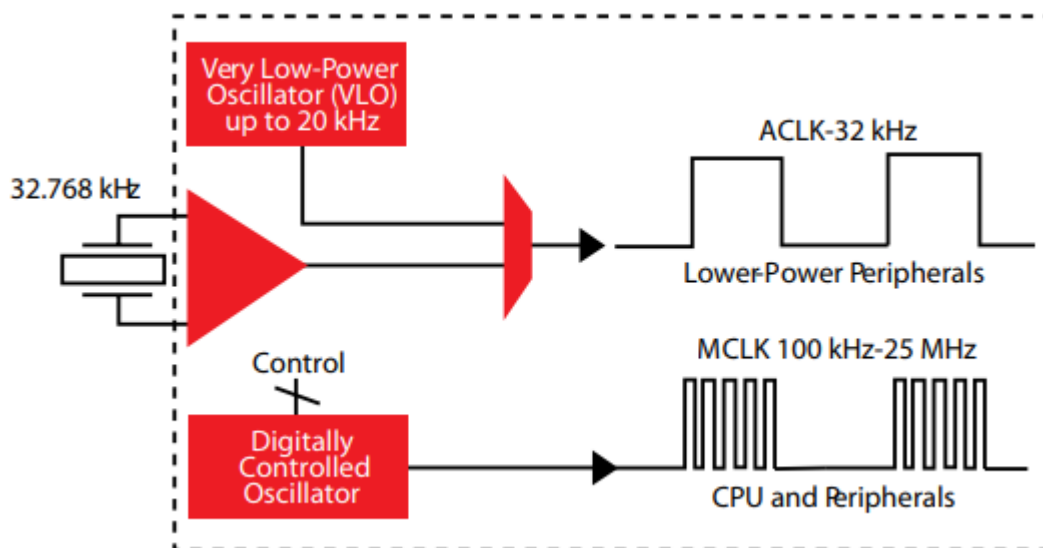 Very Low-Power
Oscillator (VLO)
up to 20 kHz
ACLK-32 kHz
32.768 kHz
Lower-Power Peripherals
MCLK 100 kHz-25 MHz
Control
Digitally
Controlled
Oscillator
CPU and Peripherals